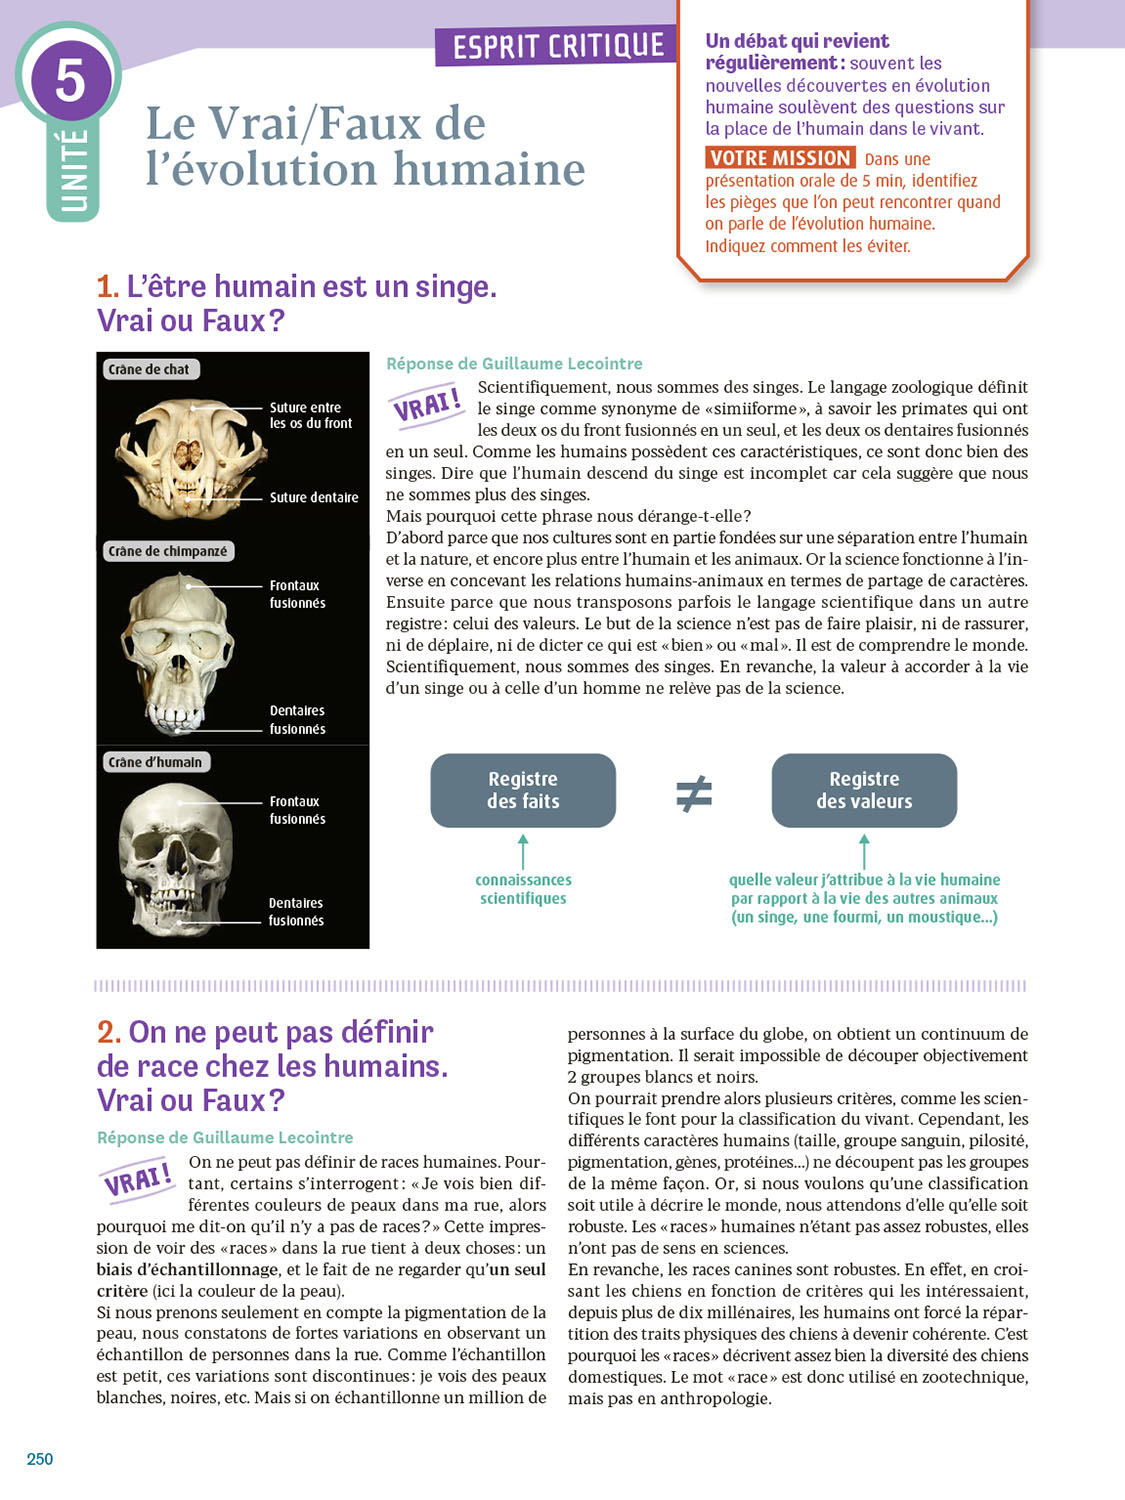 5
UNITÉ
ESPRIT CRITIQUE
Le Vrai/Faux de
l’évolution humaine
Un débat qui revient
régulièrement : souvent les
nouvelles découvertes en évolution
humaine soulèvent des questions sur
la place de l’humain dans le vivant.
VOTRE MISSION Dans une
présentation orale de 5 min, identifiez
les pièges que l’on peut rencontrer quand
on parle de l’évolution humaine.
Indiquez comment les éviter.
1. L’être humain est un singe.
Vrai ou Faux ?
Crâne de chat
Suture entre
les os du front
Suture dentaire
Crâne de chimpanzé
Frontaux
fusionnés
Dentaires
fusionnés
Crâne d’humain
Frontaux
fusionnés
Dentaires
fusionnés
Réponse de Guillaume Lecointre
VRAI !
Scientifiquement, nous sommes des singes. Le langage zoologique définit
le singe comme synonyme de « simiiforme », à savoir les primates qui ont
les deux os du front fusionnés en un seul, et les deux os dentaires fusionnés
en un seul. Comme les humains possèdent ces caractéristiques, ce sont donc bien des
singes. Dire que l’humain descend du singe est incomplet car cela suggère que nous
ne sommes plus des singes.
Mais pourquoi cette phrase nous dérange-t-elle ?
D’abord parce que nos cultures sont en partie fondées sur une séparation entre l’humain
et la nature, et encore plus entre l’humain et les animaux. Or la science fonctionne à l’in-
verse en concevant les relations humains-animaux en termes de partage de caractères.
Ensuite parce que nous transposons parfois le langage scientifique dans un autre
registre : celui des valeurs. Le but de la science n’est pas de faire plaisir, ni de rassurer,
ni de déplaire, ni de dicter ce qui est « bien » ou « mal ». Il est de comprendre le monde.
Scientifiquement, nous sommes des singes. En revanche, la valeur à accorder à la vie
d’un singe ou à celle d’un homme ne relève pas de la science.
Registre
des faits
≠
Registre
des valeurs
connaissances
scientifiques
quelle valeur j’attribue à la vie humaine
par rapport à la vie des autres animaux
(un singe, une fourmi, un moustique...)
2. On ne peut pas définir
de race chez les humains.
Vrai ou Faux ?
Réponse de Guillaume Lecointre
VRAI !
On ne peut pas définir de races humaines. Pour-
tant, certains s’interrogent : « Je vois bien dif-
férentes couleurs de peaux dans ma rue, alors
pourquoi me dit-on qu’il n’y a pas de races ? » Cette impres-
sion de voir des « races » dans la rue tient à deux choses : un
biais d’échantillonnage, et le fait de ne regarder qu’un seul
critère (ici la couleur de la peau).
Si nous prenons seulement en compte la pigmentation de la
peau, nous constatons de fortes variations en observant un
échantillon de personnes dans la rue. Comme l’échantillon
est petit, ces variations sont discontinues : je vois des peaux
blanches, noires, etc. Mais si on échantillonne un million de
personnes à la surface du globe, on obtient un continuum de
pigmentation. Il serait impossible de découper objectivement
2 groupes blancs et noirs.
On pourrait prendre alors plusieurs critères, comme les scien-
tifiques le font pour la classification du vivant. Cependant, les
différents caractères humains (taille, groupe sanguin, pilosité,
pigmentation, gènes, protéines...) ne découpent pas les groupes
de la même façon. Or, si nous voulons qu’une classification
soit utile à décrire le monde, nous attendons d’elle qu’elle soit
robuste. Les « races » humaines n’étant pas assez robustes, elles
n’ont pas de sens en sciences.
En revanche, les races canines sont robustes. En effet, en croi-
sant les chiens en fonction de critères qui les intéressaient,
depuis plus de dix millénaires, les humains ont forcé la répar-
tition des traits physiques des chiens à devenir cohérente. C’est
pourquoi les « races » décrivent assez bien la diversité des chiens
domestiques. Le mot « race » est donc utilisé en zootechnique,
mais pas en anthropologie.
250